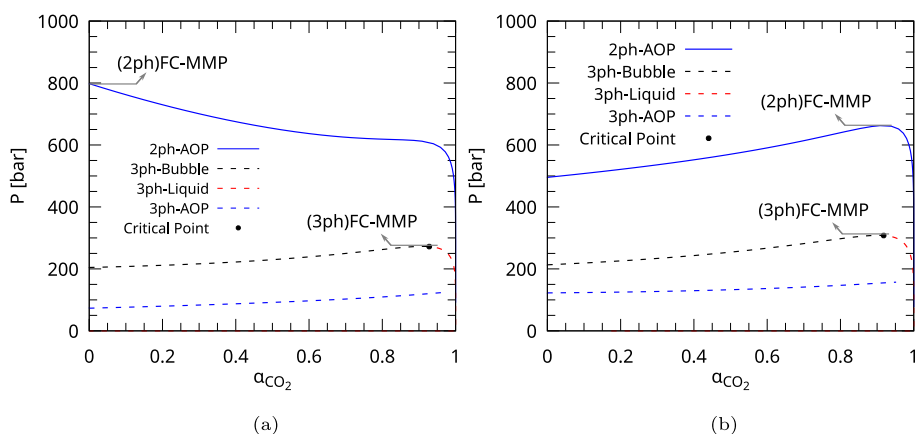 1000
800
600
400
200
0
P [bar]
(2ph)FC-MMP
2ph-AOP
3ph-Bubble
3ph-Liquid
3ph-AOP
Critical Point
(3ph)FC-MMP
0 0.2 0.4 0.6 0.8 1
αCO2
(a)
1000
800
600
400
200
0
P [bar]
2ph-AOP
3ph-Bubble
3ph-Liquid
3ph-AOP
Critical Point
(2ph)FC-MMP
(3ph)FC-MMP
0 0.2 0.4 0.6 0.8 1
αCO2
(b)